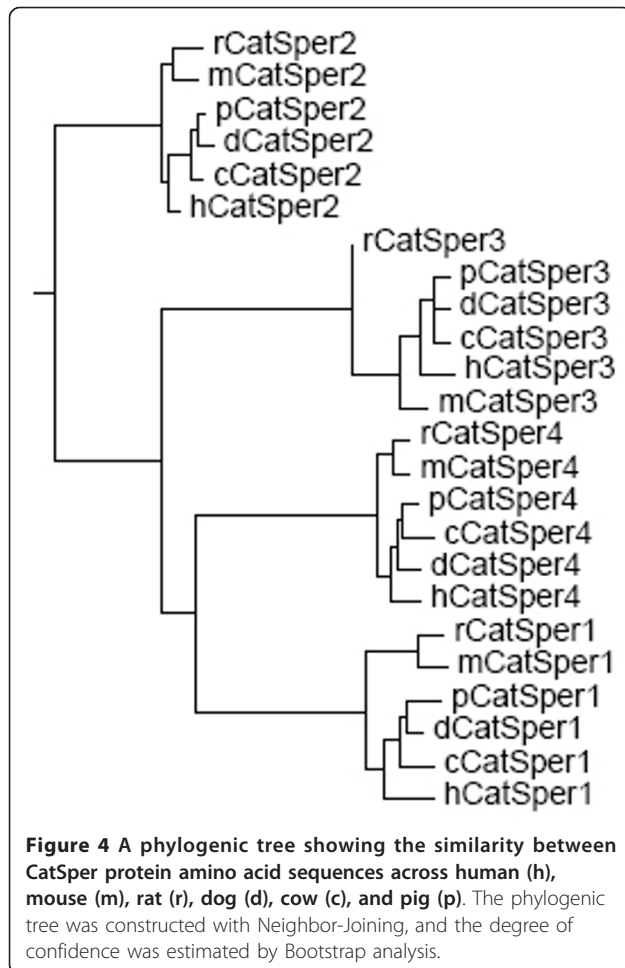 rCatSper2
mCatSper2
pCatSper2
dCatSper2
cCatSper2
hCatSper2
rCatSper3
pCatSper3
dCatSper3
cCatSper3
hCatSper3
mCatSper3
rCatSper4
mCatSper4
pCatSper4
cCatSper4
dCatSper4
hCatSper4
rCatSper1
mCatSper1
pCatSper1
dCatSper1
cCatSper1
hCatSper1
Figure 4 A phylogenic tree showing the similarity between
CatSper protein amino acid sequences across human (h),
mouse (m), rat (r), dog (d), cow (c), and pig (p). The phylogenic
tree was constructed with Neighbor-Joining, and the degree of
confidence was estimated by Bootstrap analysis.